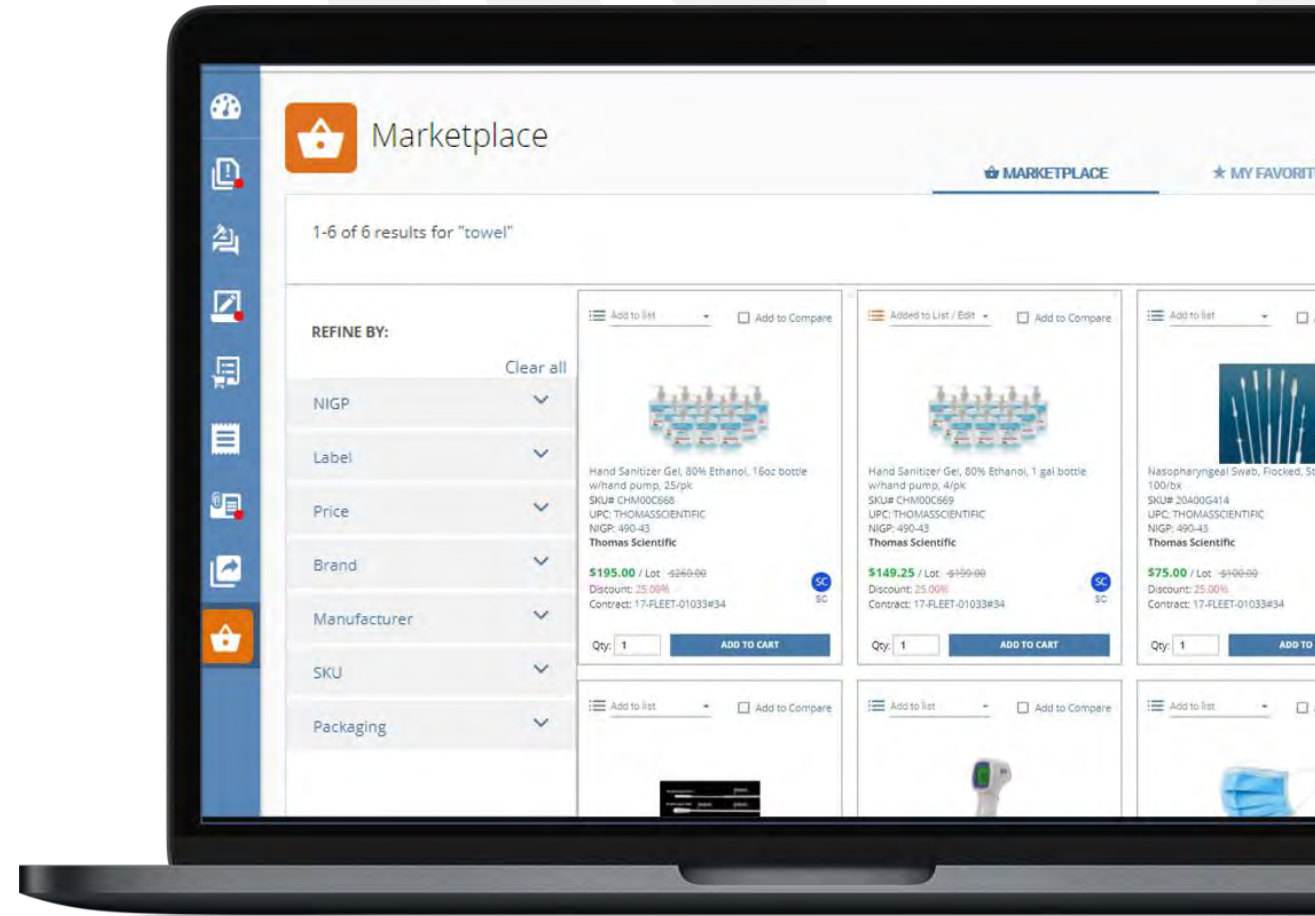 Marketplace
MARKETPLACE
MY FAVORIT
1-6 of 6 results for "towel"
REFINE BY:
Clear all
NIGP
Label
Price
Brand
Manufacturer
SKU
Packaging
Add to list
Add to Compare
Hand Sanitizer Gel, 80% Ethanol, 16oz bottle
w/hand pump, 25/pk
SKU# CHM00C668
UPC: THOMASSCIENTIFIC
NIGP: 490-43
Thomas Scientific
$195.00 / Lot $260.00
Discount: 25.00%
Contract: 17-FLEET-01033#34
SC
SC
Qty: 1
ADD TO CART
Added to List / Edit
Add to Compare
Hand Sanitizer Gel, 80% Ethanol, 1 gal bottle
w/hand pump, 4/pk
SKU# CHM00C669
UPC: THOMASSCIENTIFIC
NIGP: 490-43
Thomas Scientific
$149.25 / Lot $199.00
Discount: 25.00%
Contract: 17-FLEET-01033#34
SC
SC
Qty: 1
ADD TO CART
Add to list
Nasopharyngeal Swab, Flocked, St
100/bx
SKU# 20A00G414
UPC: THOMASSCIENTIFIC
NIGP: 490-43
Thomas Scientific
$75.00 / Lot $100.00
Discount: 25.00%
Contract: 17-FLEET-01033#34
Qty: 1
ADD TO
Add to list
Add to Compare
Add to list
Add to Compare
Add to list